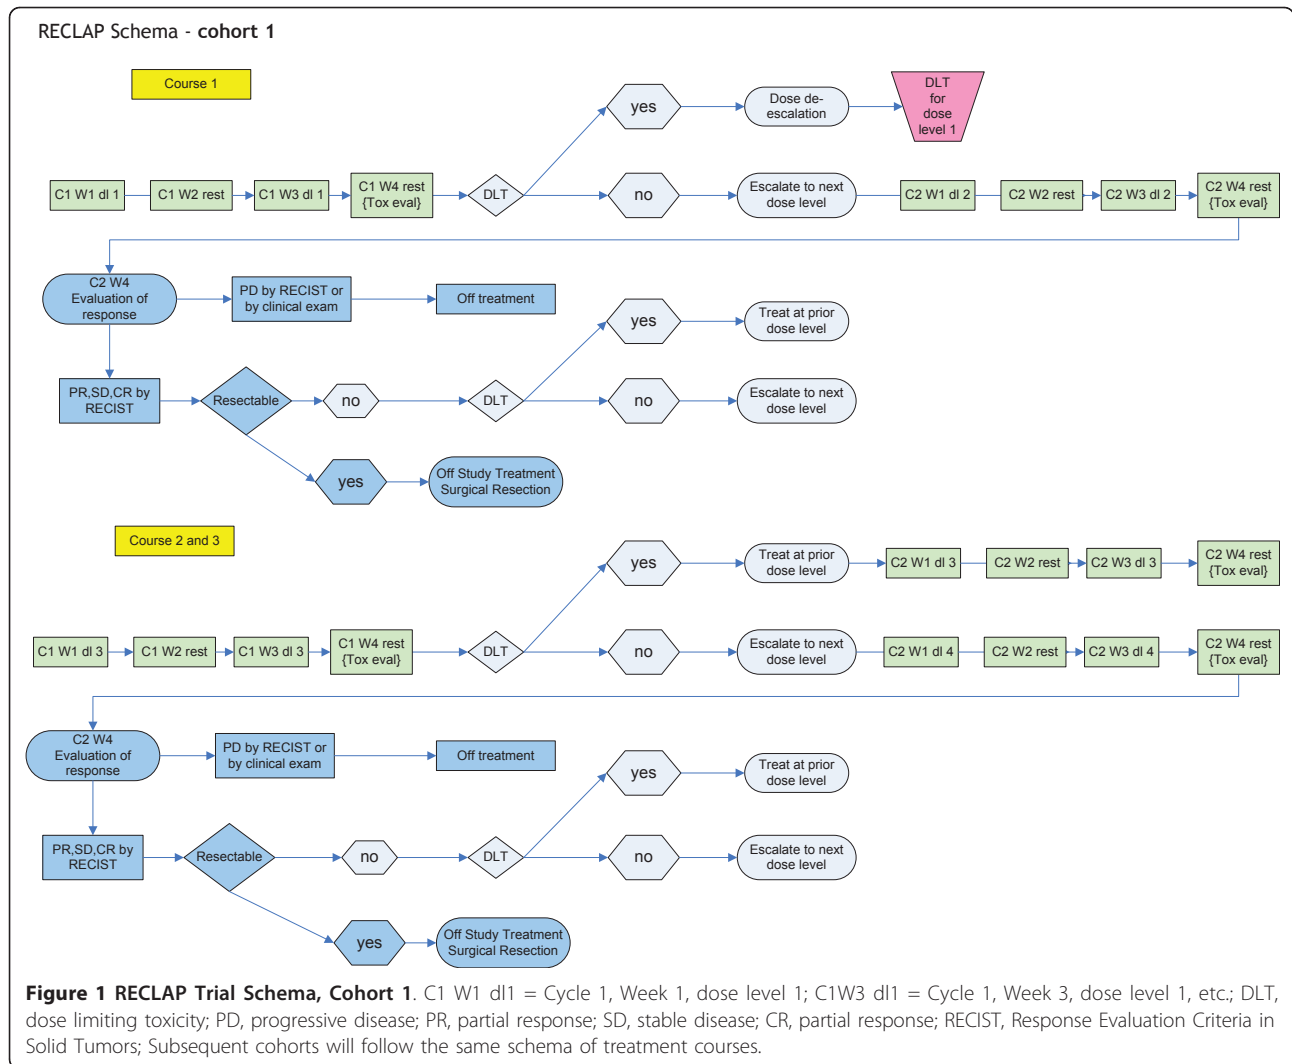 RECLAP Schema - cohort 1
Course 1
yes
Dose de-
escalation
DLT
for
dose
level 1
C1 W1 dl 1
C1 W2 rest
C1 W3 dl 1
C1 W4 rest
{Tox eval}
DLT
no
Escalate to next
dose level
C2 W1 dl 2
C2 W2 rest
C2 W3 dl 2
C2 W4 rest
{Tox eval}
C2 W4
Evaluation of
response
PD by RECIST or
by clinical exam
Off treatment
yes
Treat at prior
dose level
PR,SD,CR by
RECIST
Resectable
no
DLT
no
Escalate to next
dose level
yes
Off Study Treatment
Surgical Resection
Course 2 and 3
yes
Treat at prior
dose level
C2 W1 dl 3
C2 W2 rest
C2 W3 dl 3
C2 W4 rest
{Tox eval}
C1 W1 dl 3
C1 W2 rest
C1 W3 dl 3
C1 W4 rest
{Tox eval}
DLT
no
Escalate to next
dose level
C2 W1 dl 4
C2 W2 rest
C2 W3 dl 4
C2 W4 rest
{Tox eval}
C2 W4
Evaluation of
response
PD by RECIST or
by clinical exam
Off treatment
yes
Treat at prior
dose level
PR,SD,CR by
RECIST
Resectable
no
DLT
no
Escalate to next
dose level
yes
Off Study Treatment
Surgical Resection
Figure 1 RECLAP Trial Schema, Cohort 1. C1 W1 dl1 = Cycle 1, Week 1, dose level 1; C1W3 dl1 = Cycle 1, Week 3, dose level 1, etc.; DLT,
dose limiting toxicity; PD, progressive disease; PR, partial response; SD, stable disease; CR, partial response; RECIST, Response Evaluation Criteria in
Solid Tumors; Subsequent cohorts will follow the same schema of treatment courses.